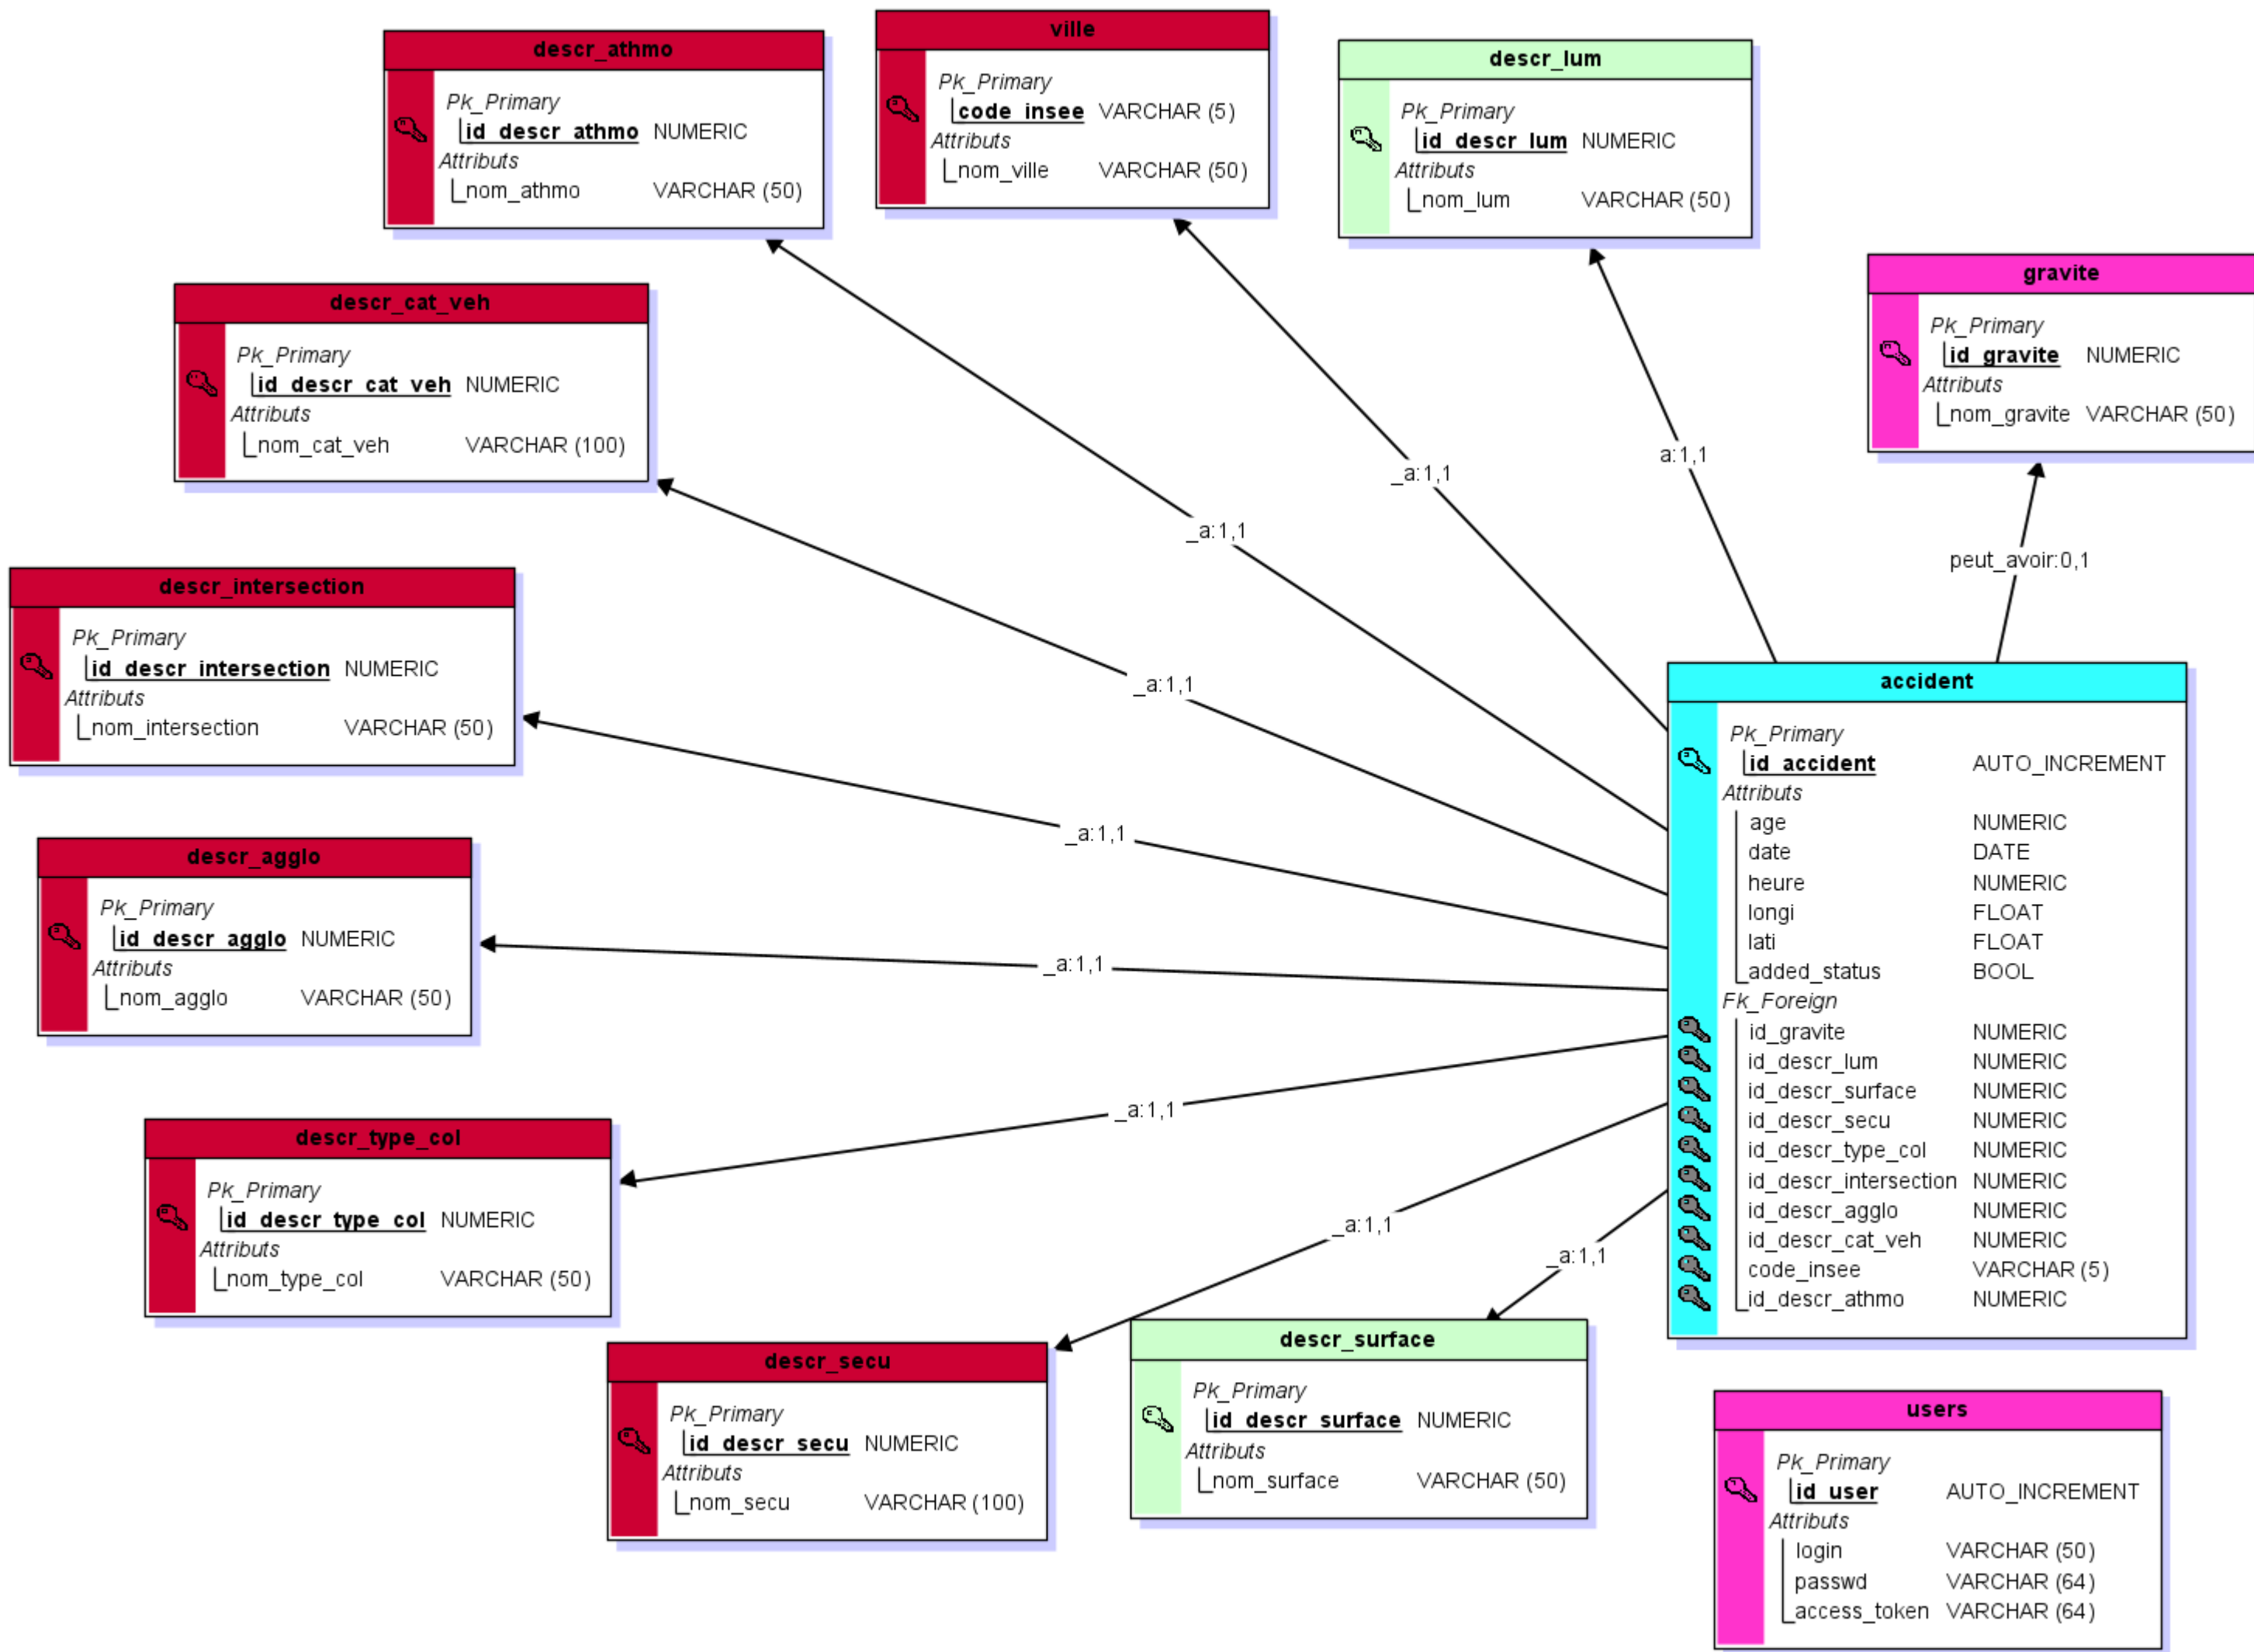 descr_athmo
Pk_Primary
id_descr_athmo NUMERIC
Attributs
nom_athmo VARCHAR (50)
ville
Pk_Primary
code_insee VARCHAR (5)
Attributs
nom_ville VARCHAR (50)
descr_lum
Pk_Primary
id_descr_lum NUMERIC
Attributs
nom_lum VARCHAR (50)
gravite
Pk_Primary
id_gravite NUMERIC
Attributs
nom_gravite VARCHAR (50)
descr_cat_veh
Pk_Primary
id_descr_cat_veh NUMERIC
Attributs
nom_cat_veh VARCHAR (100)
a:1,1
_a:1,1
_a:1,1
peut_avoir:0,1
descr_intersection
Pk_Primary
id_descr_intersection NUMERIC
Attributs
nom_intersection VARCHAR (50)
_a:1,1
_a:1,1
accident
Pk_Primary
id_accident AUTO_INCREMENT
Attributs
age NUMERIC
date DATE
heure NUMERIC
longi FLOAT
lati FLOAT
added_status BOOL
Fk_Foreign
id_gravite NUMERIC
id_descr_lum NUMERIC
id_descr_surface NUMERIC
id_descr_secu NUMERIC
id_descr_type_col NUMERIC
id_descr_intersection NUMERIC
id_descr_agglo NUMERIC
id_descr_cat_veh NUMERIC
code_insee VARCHAR (5)
id_descr_athmo NUMERIC
descr_agglo
Pk_Primary
id_descr_agglo NUMERIC
Attributs
nom_agglo VARCHAR (50)
_a:1,1
_a:1,1
descr_type_col
Pk_Primary
id_descr_type_col NUMERIC
Attributs
nom_type_col VARCHAR (50)
_a:1,1
_a:1,1
descr_secu
Pk_Primary
id_descr_secu NUMERIC
Attributs
nom_secu VARCHAR (100)
descr_surface
Pk_Primary
id_descr_surface NUMERIC
Attributs
nom_surface VARCHAR (50)
users
Pk_Primary
id_user AUTO_INCREMENT
Attributs
login VARCHAR (50)
passwd VARCHAR (64)
access_token VARCHAR (64)